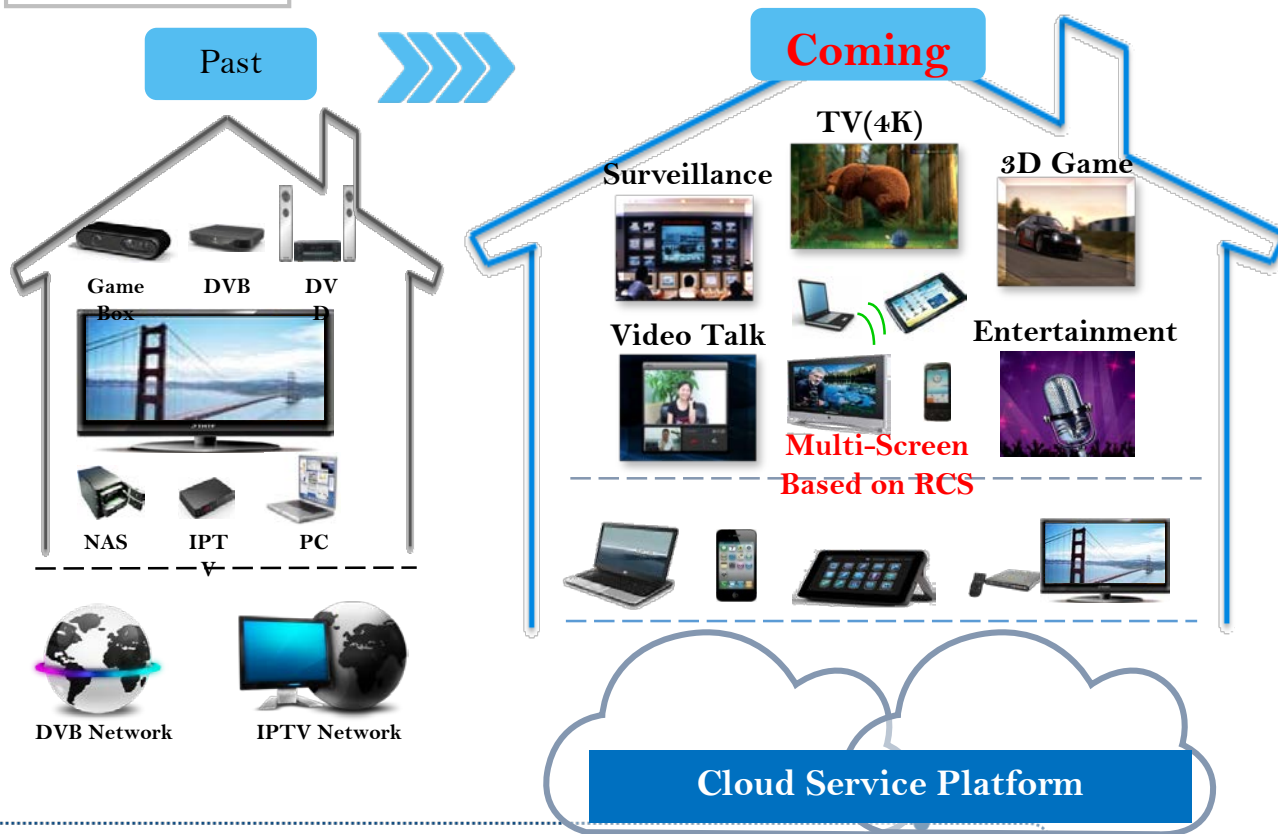 Past
Coming
TV(4K)
Surveillance
3D Game
Game
Box
DVB
DV
D
Video Talk
Entertainment
Multi-Screen
Based on RCS
NAS
IPT
V
PC
DVB Network
IPTV Network
Cloud Service Platform